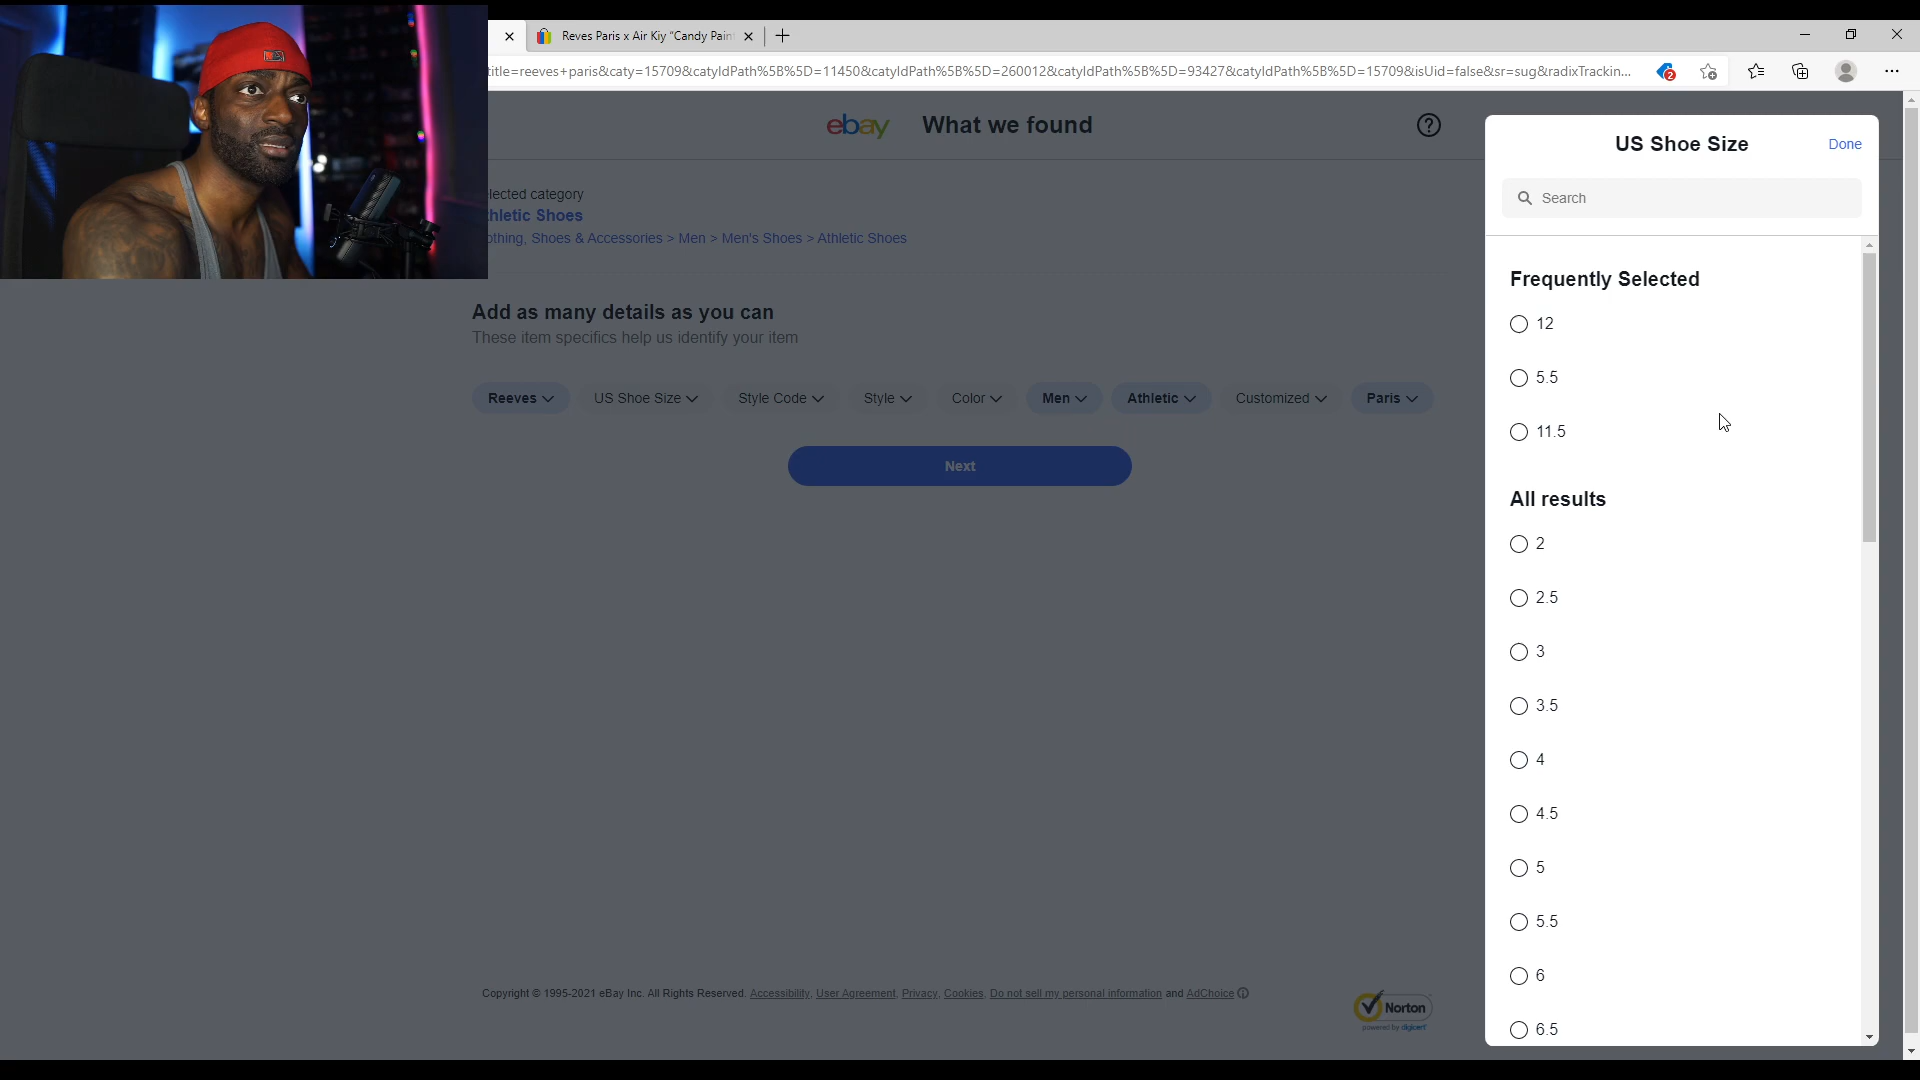 Reves Paris x Air Kiy "Candy Pain
title=reeves+paris&caty=15709&catyIdPath%5B%5D=11450&catyIdPath%5B%5D=260012&catyIdPath%5B%5D=93427&catyIdPath%5B%5D=15709&isUid=false&sr=sug&radixTrackin...
2
ebay What we found
?
US Shoe Size
Done
Search
lected category
thletic Shoes
othing, Shoes & Accessories > Men > Men's Shoes > Athletic Shoes
Add as many details as you can
These item specifics help us identify your item
Reeves
US Shoe Size
Style Code
Style
Color
Men
Athletic
Customized
Paris
Next
Frequently Selected
12
5.5
11.5
All results
2
2.5
3
3.5
4
4.5
5
5.5
6
6.5
Copyright © 1995-2021 eBay Inc. All Rights Reserved. Accessibility, User Agreement, Privacy, Cookies, Do not sell my personal information and AdChoice
Norton
powered by digicert